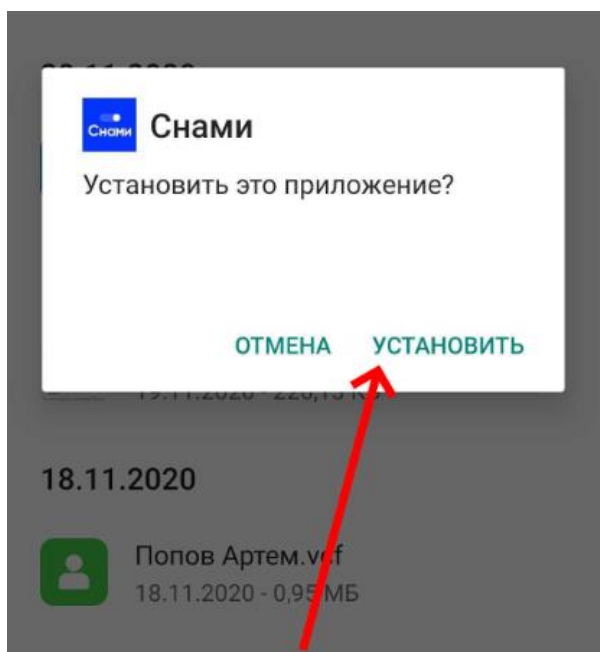 Снами
Снами
Установить это приложение?
ОТМЕНА УСТАНОВИТЬ
18.11.2020
Попов Артем.vcf
18.11.2020 - 0,95 МБ